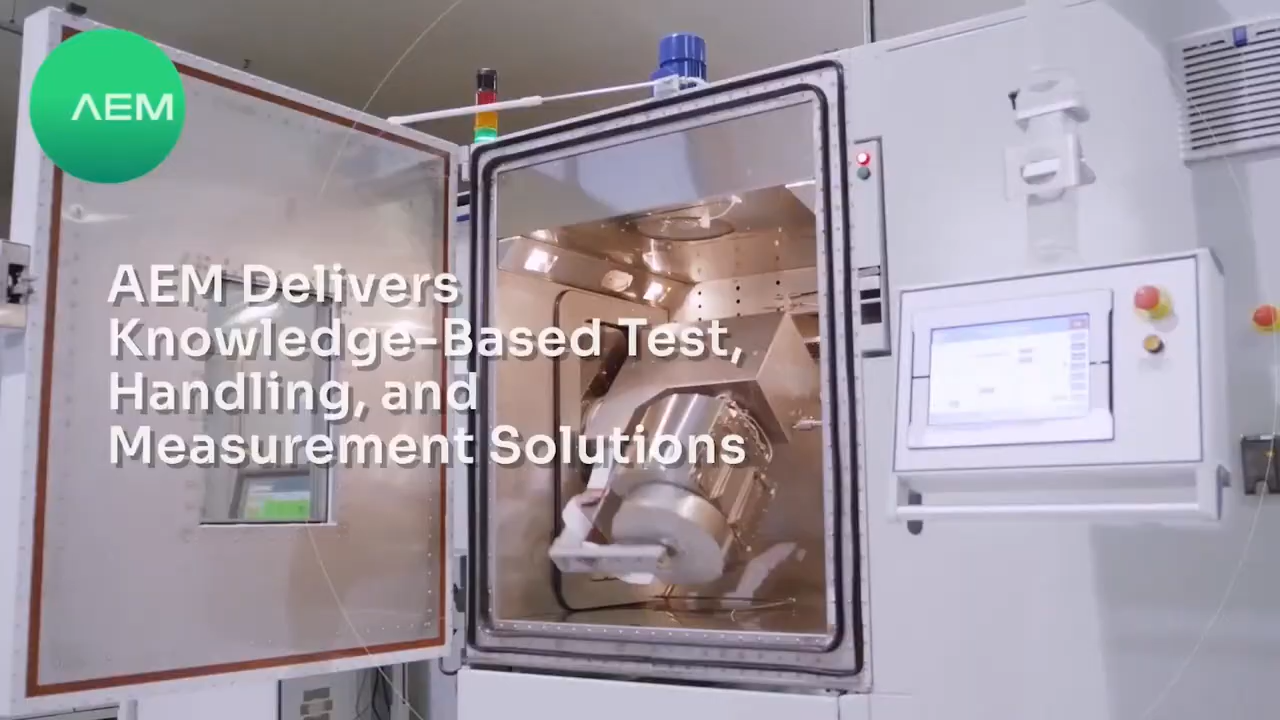 AEM
AEM Delivers
Knowledge-Based Test,
Handling, and
Measurement Solutions